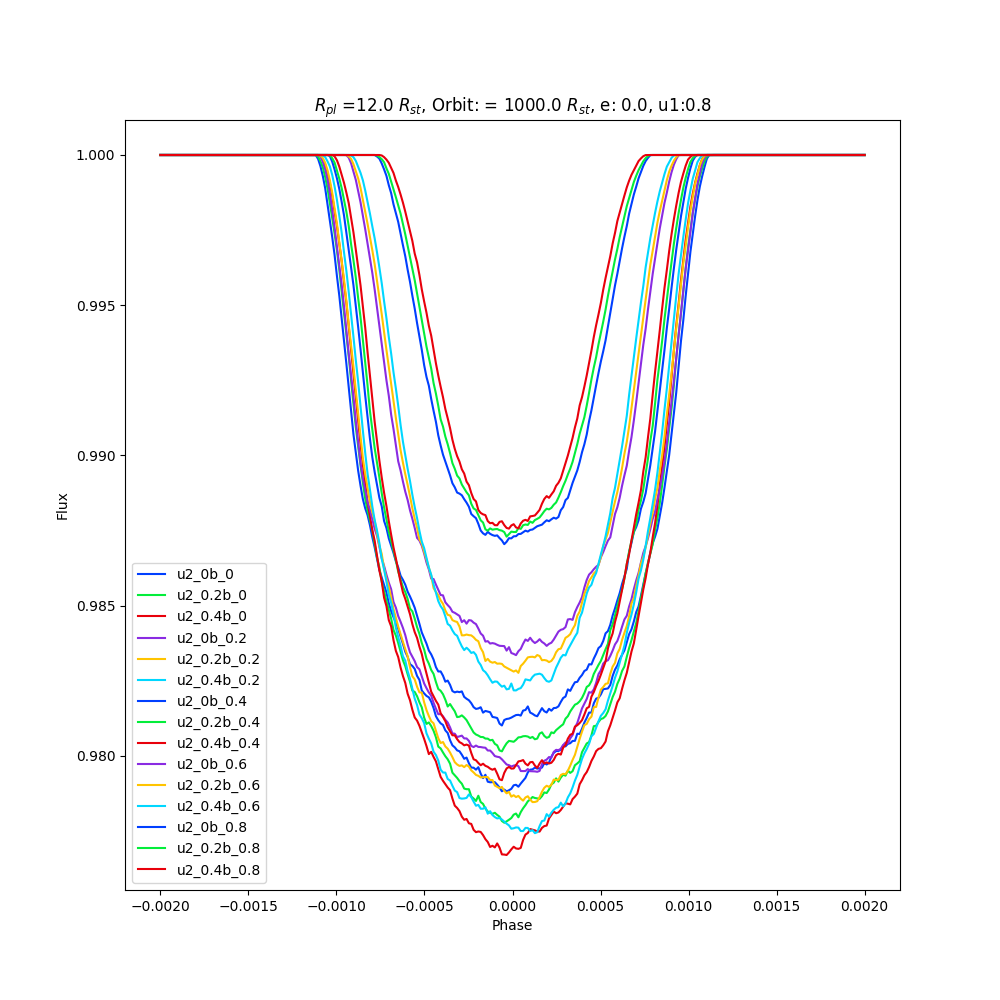 R_pl =12.0 R_st, Orbit: = 1000.0 R_st, e: 0.0, u1:0.8
1.000
0.995
0.990
0.985
0.980
Flux
u2_0b_0
u2_0.2b_0
u2_0.4b_0
u2_0b_0.2
u2_0.2b_0.2
u2_0.4b_0.2
u2_0b_0.4
u2_0.2b_0.4
u2_0.4b_0.4
u2_0b_0.6
u2_0.2b_0.6
u2_0.4b_0.6
u2_0b_0.8
u2_0.2b_0.8
u2_0.4b_0.8
−0.0020 −0.0015 −0.0010 −0.0005 0.0000 0.0005 0.0010 0.0015 0.0020
Phase